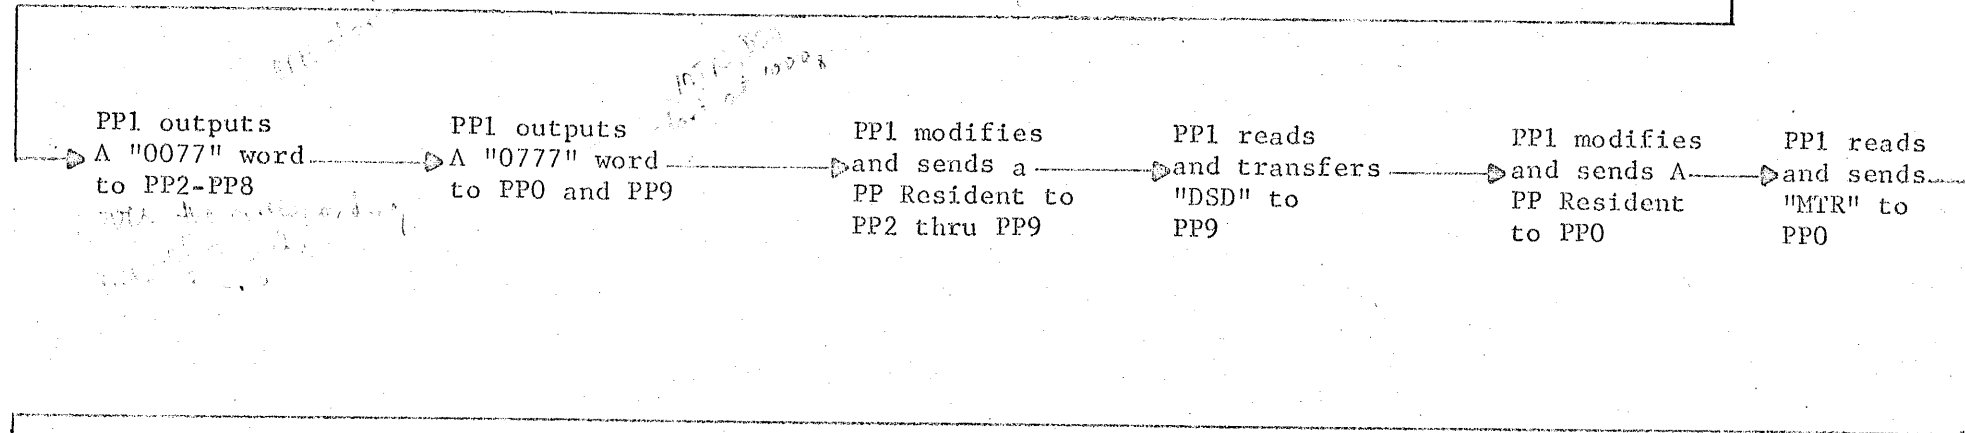 PP1 outputs
A "0077" word
to PP2-PP8
PP1 outputs
A "0777" word
to PP0 and PP9
PP1 modifies
and sends a
PP Resident to
PP2 thru PP9
PP1 reads
and transfers
"DSD" to
PP9
PP1 modifies
and sends A
PP Resident
to PP0
PP1 reads
and sends
"MTR" to
PP0